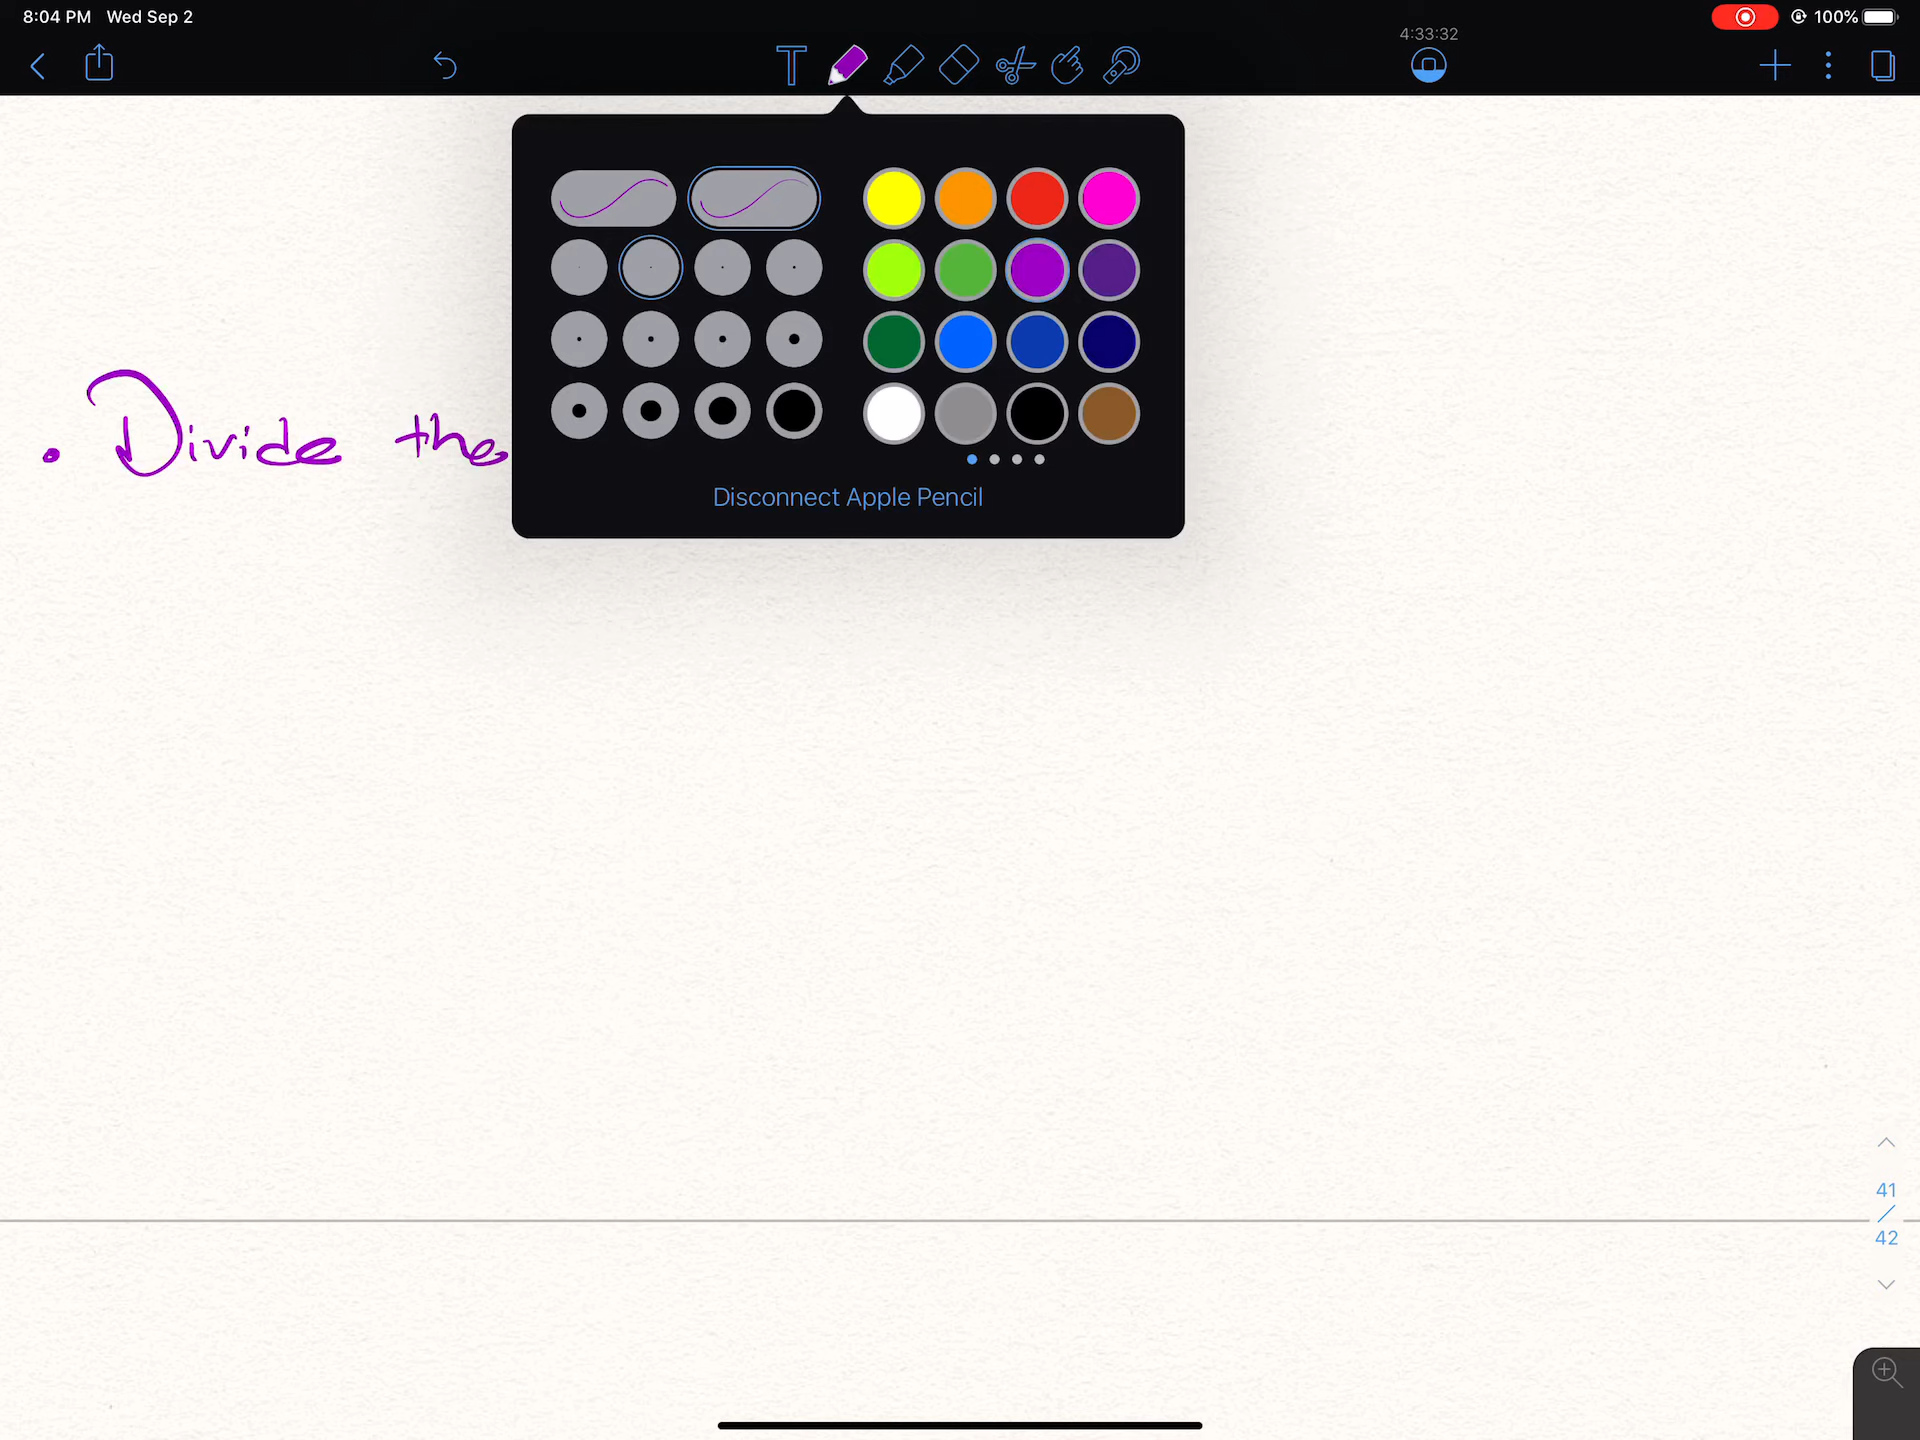 8:04 PM Wed Sep 2
100%
4:33:32
. Divide the
Disconnect Apple Pencil
41
/
42